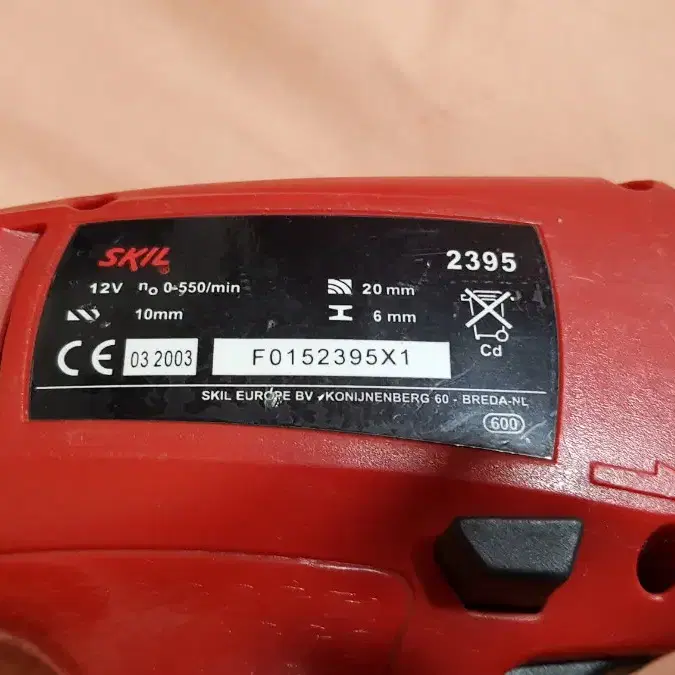 SKIL®
2395
12V n₀ 0-550/min
20 mm
10mm
6 mm
CE
03 2003
F0152395X1
Cd
SKIL EUROPE BV ✔KONIJNENBERG 60 - BREDA-NL
600